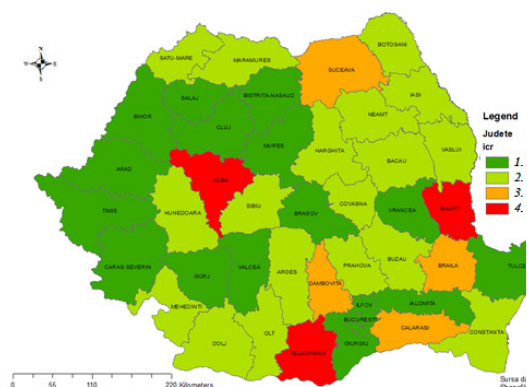 N
W E
S
SATU-MARE
MARAMURES
SUCEAVA
BOTOSANI
SALAJ
BISTRITA-NASAUD
IASI
BIHOR
CLUJ
NEAMT
MURES
HARGHITA
BACAU
VASLUI
ARAD
ALBA
TIMIS
HUNEDOARA
SIBIU
BRASOV
COVASNA
VRANCEA
GALATI
CARAS-SEVERIN
GORJ
VALCEA
ARGES
PRAHOVA
BUZAU
BRAILA
TULCE
DAMBOVITA
MEHEDINTI
ILFOV
IALOMITA
BUCURESTI
CALARASI
DOLJ
OLT
TELEORMAN
GIURGIU
CONSTANTA
Legend
Judete
icr
1.
2.
3.
4.
0 55 110 220 Kilometers
Sursa da